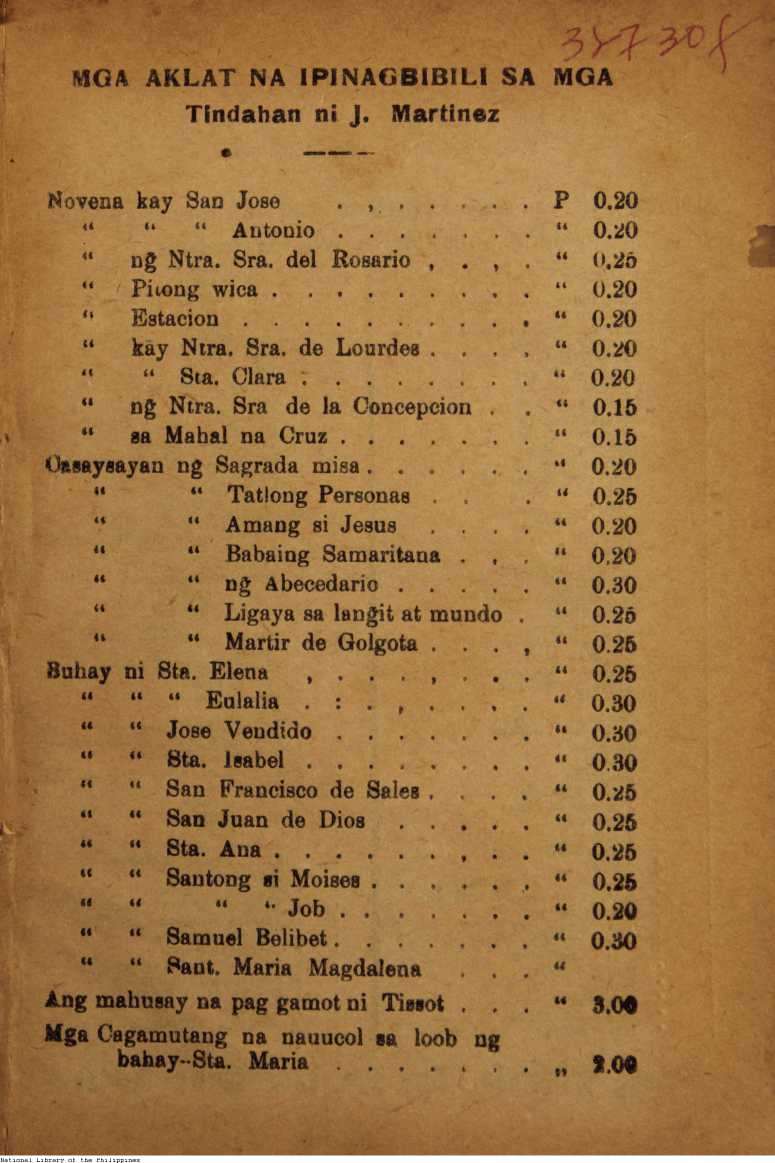 327308
MGA AKLAT NA IPINAGBIBILI SA MGA
Tindahan ni J. Martinez
Novena kay San Jose . , . . . . . P 0.20
“ “ “ Antonio . . . . . . . “ 0.20
“ ng̃ Ntra. Sra. del Rosario , . , . “ 0.25
“ Pitong wica . . . . . . . . . “ 0.20
“ Estacion . . . . . . . . . . “ 0.20
“ kay Ntra. Sra. de Lourdes . . . . “ 0.20
“ “ Sta. Clara : . . . . . . . “ 0.20
“ ng̃ Ntra. Sra de la Concepcion . . “ 0.15
“ sa Mahal na Cruz . . . . . . . “ 0.15
Casaysayan ng̃ Sagrada misa . . . . . . “ 0.20
“ “ Tatlong Personas . . . “ 0.25
“ “ Amang si Jesus . . . . “ 0.20
“ “ Babaing Samaritana . , . “ 0.20
“ “ ng̃ Abecedario . . . . . “ 0.30
“ “ Ligaya sa lang̃it at mundo . “ 0.25
“ “ Martir de Golgota . . . , “ 0.25
Buhay ni Sta. Elena , . . . , . . . “ 0.25
“ “ “ Eulalia . : . , . . . . “ 0.30
“ “ Jose Vendido . . . . . . . “ 0.30
“ “ Sta. Isabel . . . . . . . . “ 0.30
“ “ San Francisco de Sales . . . . “ 0.25
“ “ San Juan de Dios . . . . . “ 0.25
“ “ Sta. Ana . . . . . . . , . . “ 0.25
“ “ Santong si Moises . . . . . . “ 0.25
“ “ “ “ Job . . . . . . . “ 0.20
“ “ Samuel Belibet . . . . . . . “ 0.30
“ “ Sant. Maria Magdalena . . . “
Ang mahusay na pag gamot ni Tissot . . . “ 3.00
Mga Cagamutang na nauucol sa loob ng
bahay--Sta. Maria . . . . . . . „ 2.00
National Library of the Philippines